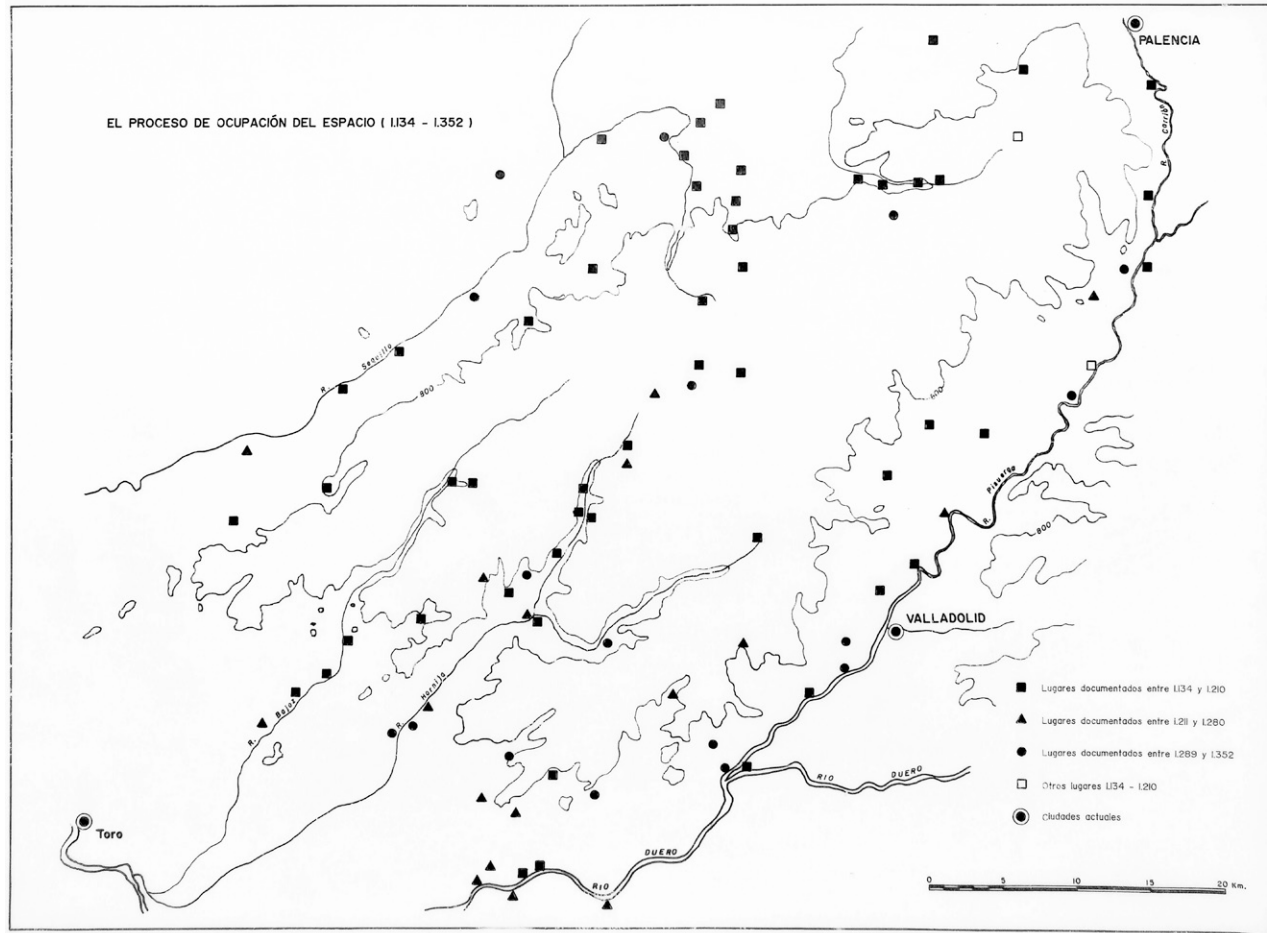 PALENCIA
EL PROCESO DE OCUPACIÓN DEL ESPACIO ( 1.134 - 1.352 )
R. Carrión
R. Sequillo
800
800
R. Pisuerga
800
VALLADOLID
R. Bajoz
R. Hornija
Lugares documentados entre 1.134 y 1.210
Lugares documentados entre 1.211 y 1.280
Lugares documentados entre 1.289 y 1.352
Otros lugares 1.134 - 1.210
Ciudades actuales
RIO DUERO
Toro
RIO DUERO
0 5 10 15 20 Km.